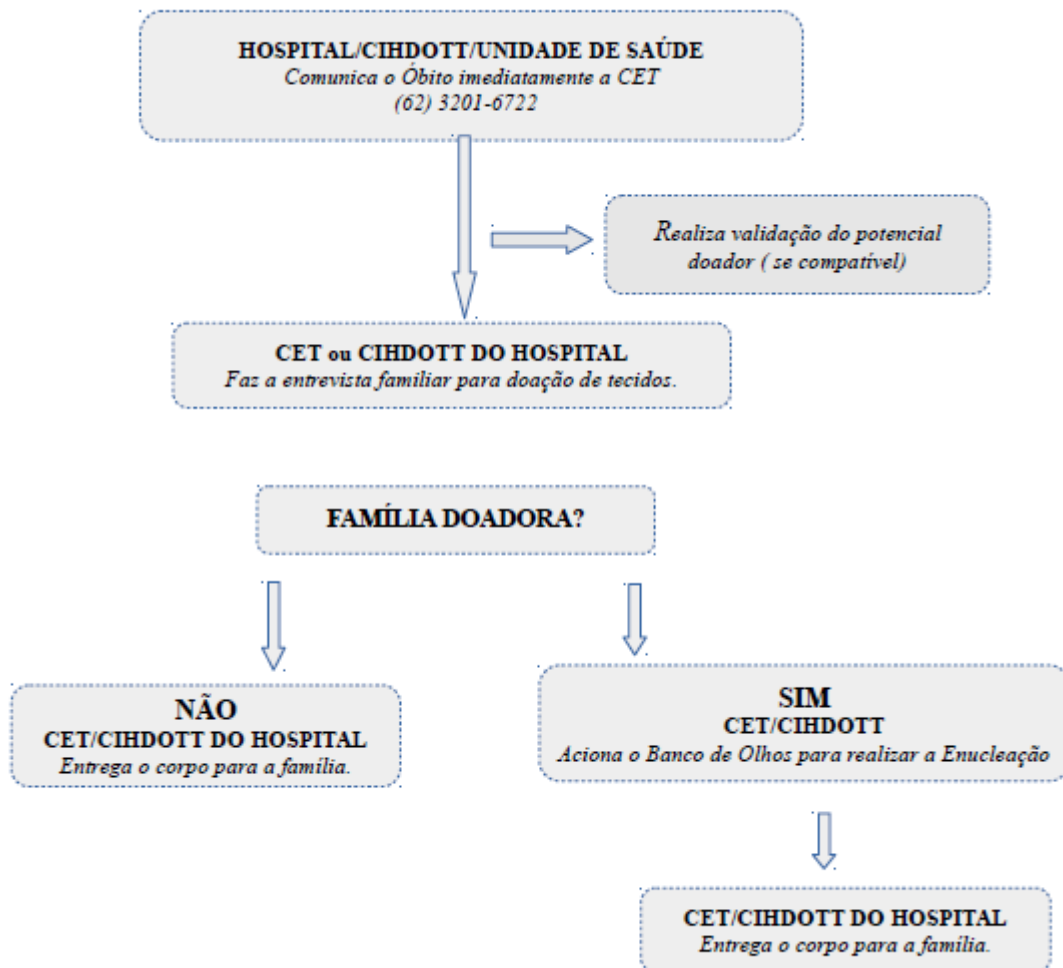 HOSPITAL/CIHDOTT/UNIDADE DE SAÚDE
Comunica o Óbito imediatamente a CET
(62) 3201-6722
Realiza validação do potencial
doador ( se compatível)
CET ou CIHDOTT DO HOSPITAL
Faz a entrevista familiar para doação de tecidos.
FAMÍLIA DOADORA?
NÃO
CET/CIHDOTT DO HOSPITAL
Entrega o corpo para a família.
SIM
CET/CIHDOTT
Aciona o Banco de Olhos para realizar a Enucleação
CET/CIHDOTT DO HOSPITAL
Entrega o corpo para a família.